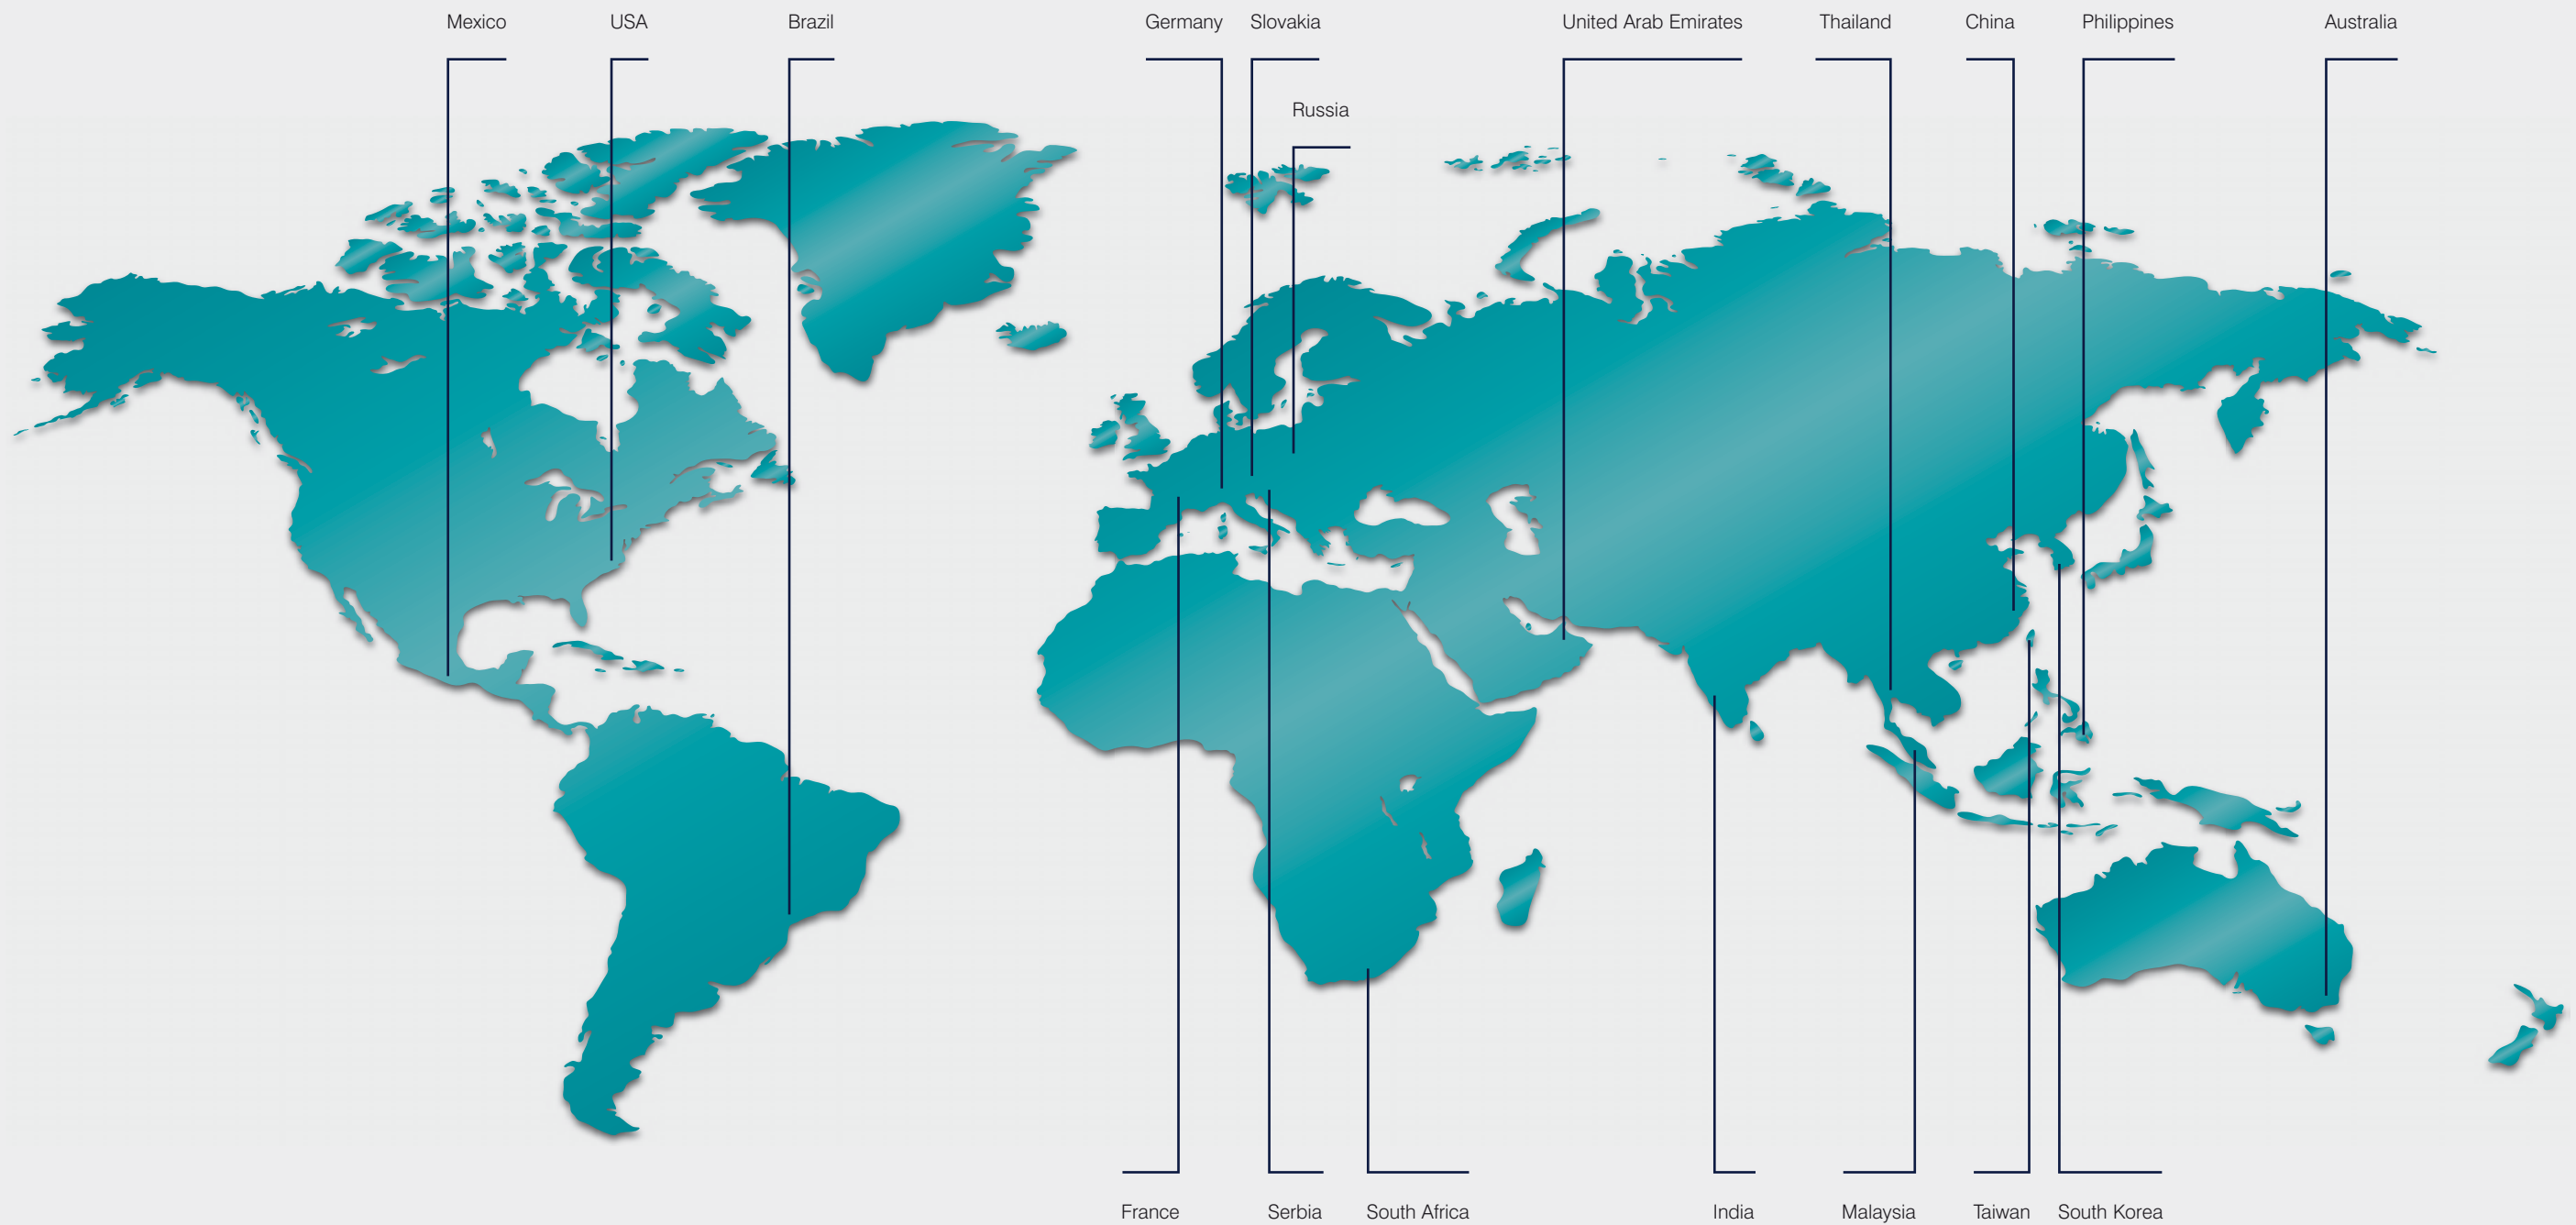 Mexico
USA
Brazil
Germany
Slovakia
United Arab Emirates
Thailand
China
Philippines
Australia
Russia
France
Serbia
South Africa
India
Malaysia
Taiwan
South Korea